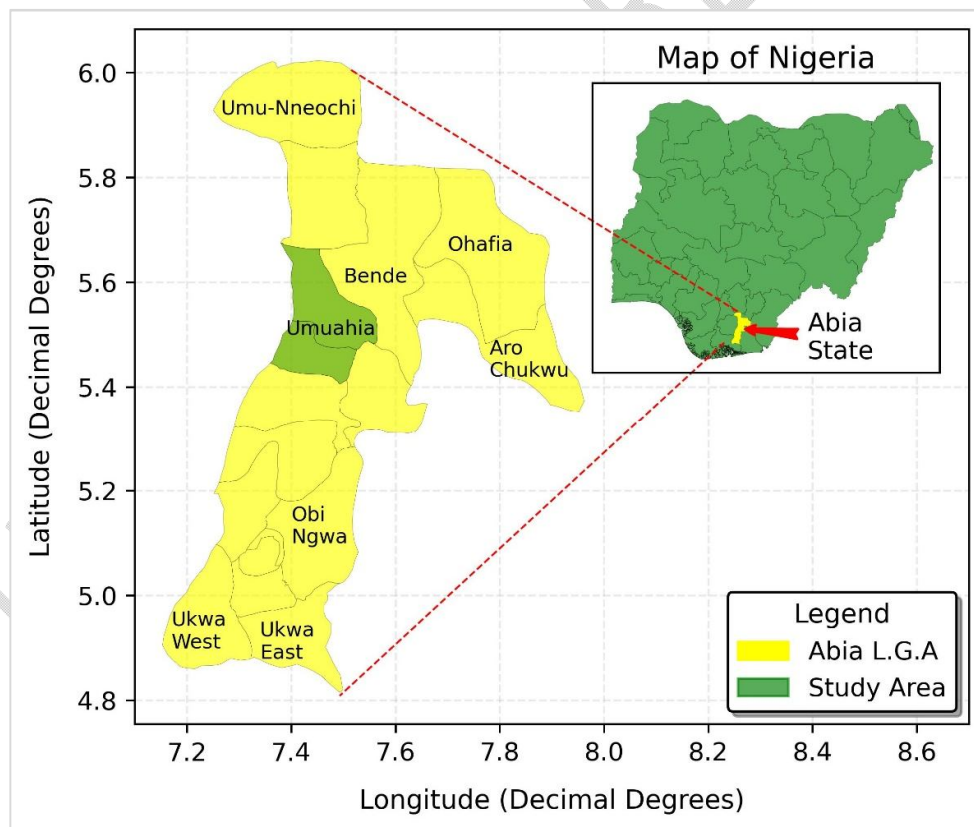 Map of Nigeria
Abia
State
Umu-Nneochi
Ohafia
Bende
Umuahia
Aro
Chukwu
Obi
Ngwa
Ukwa
West
Ukwa
East
Legend
Abia L.G.A
Study Area
6.0
5.8
5.6
5.4
5.2
5.0
4.8
Latitude (Decimal Degrees)
7.2 7.4 7.6 7.8 8.0 8.2 8.4 8.6
Longitude (Decimal Degrees)